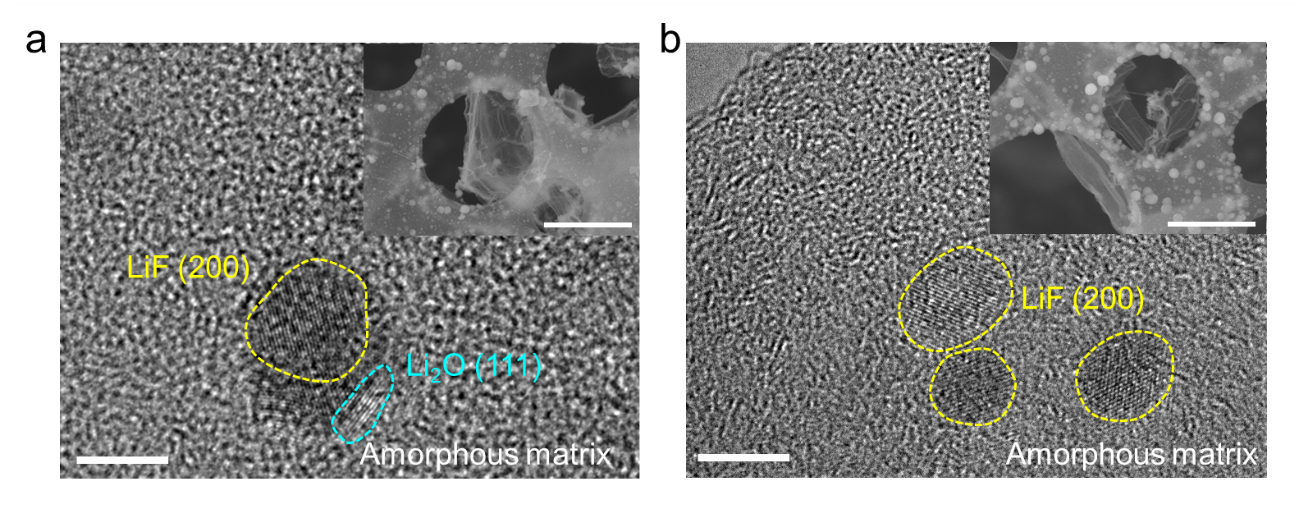 a
b
LiF (200)
Li₂O (111)
Amorphous matrix
LiF (200)
Amorphous matrix